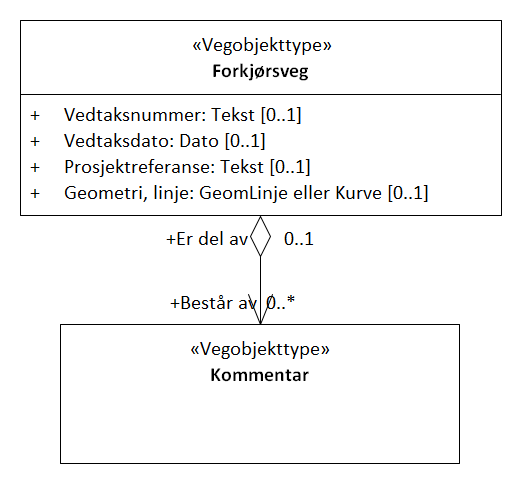 «Vegobjekttype»
Forkjørsveg
+ Vedtaksnummer: Tekst [0..1]
+ Vedtaksdato: Dato [0..1]
+ Prosjektreferanse: Tekst [0..1]
+ Geometri, linje: GeomLinje eller Kurve [0..1]
+Er del av 0..1
+Består av 0..*
«Vegobjekttype»
Kommentar